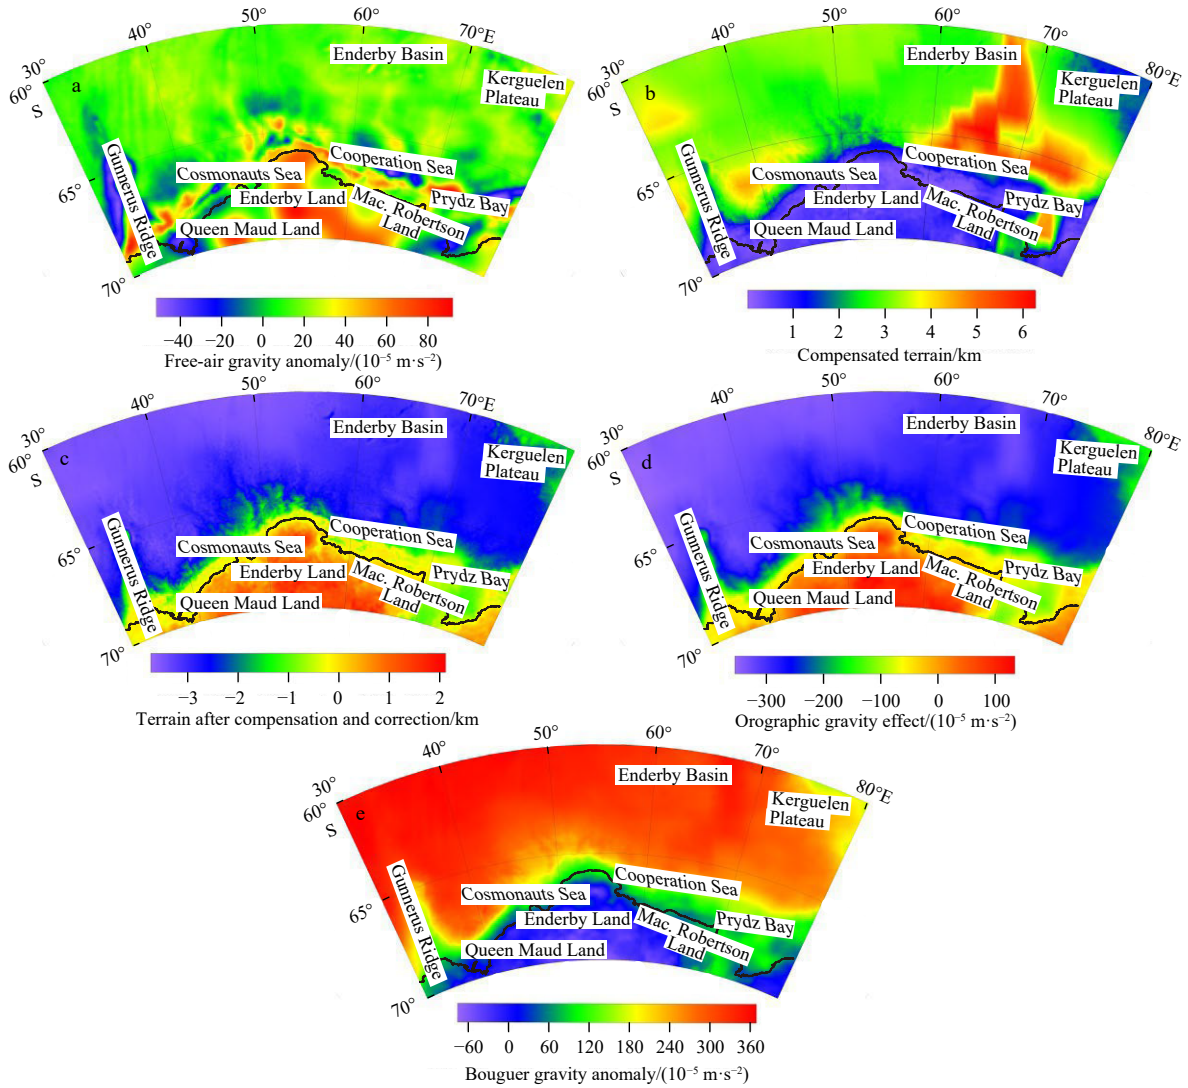 40°
50°
60°
70°E
30°
60°
S
65°
70°
a
Enderby Basin
Kerguelen
Plateau
Gunnerus Ridge
Cosmonauts Sea
Cooperation Sea
Enderby Land
Prydz Bay
Mac. Robertson
Land
Queen Maud Land
−40 −20 0 20 40 60 80
Free-air gravity anomaly/(10⁻⁵ m·s⁻²)
40°
50°
60°
70°
80°E
30°
60°
S
65°
70°
b
Enderby Basin
Kerguelen
Plateau
Gunnerus Ridge
Cosmonauts Sea
Cooperation Sea
Enderby Land
Prydz Bay
Mac. Robertson
Land
Queen Maud Land
1 2 3 4 5 6
Compensated terrain/km
40°
50°
60°
70°E
30°
60°
S
65°
70°
c
Enderby Basin
Kerguelen
Plateau
Gunnerus Ridge
Cosmonauts Sea
Cooperation Sea
Enderby Land
Prydz Bay
Mac. Robertson
Land
Queen Maud Land
−3 −2 −1 0 1 2
Terrain after compensation and correction/km
40°
50°
60°
70°
80°E
30°
60°
S
65°
70°
d
Enderby Basin
Kerguelen
Plateau
Gunnerus Ridge
Cosmonauts Sea
Cooperation Sea
Enderby Land
Prydz Bay
Mac. Robertson
Land
Queen Maud Land
−300 −200 −100 0 100
Orographic gravity effect/(10⁻⁵ m·s⁻²)
40°
50°
60°
70°
80°E
30°
60°
S
65°
70°
e
Enderby Basin
Kerguelen
Plateau
Gunnerus Ridge
Cosmonauts Sea
Cooperation Sea
Enderby Land
Prydz Bay
Mac. Robertson
Land
Queen Maud Land
−60 0 60 120 180 240 300 360
Bouguer gravity anomaly/(10⁻⁵ m·s⁻²)